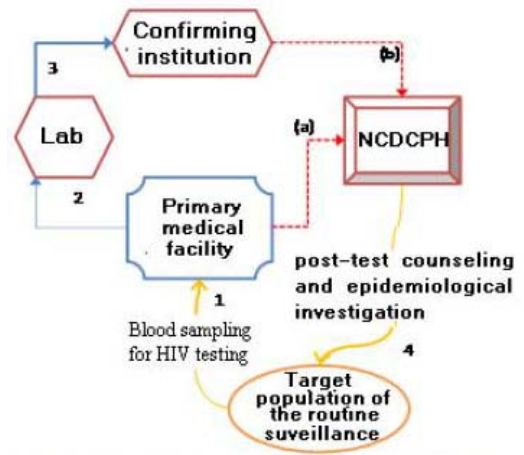 Confirming
institution
3
(b)
Lab
(a)
NCDCPH
2
Primary
medical
facility
post-test counseling
and epidemiological
investigation
1
Blood sampling
for HIV testing
4
Target
population of
the routine
suveillance